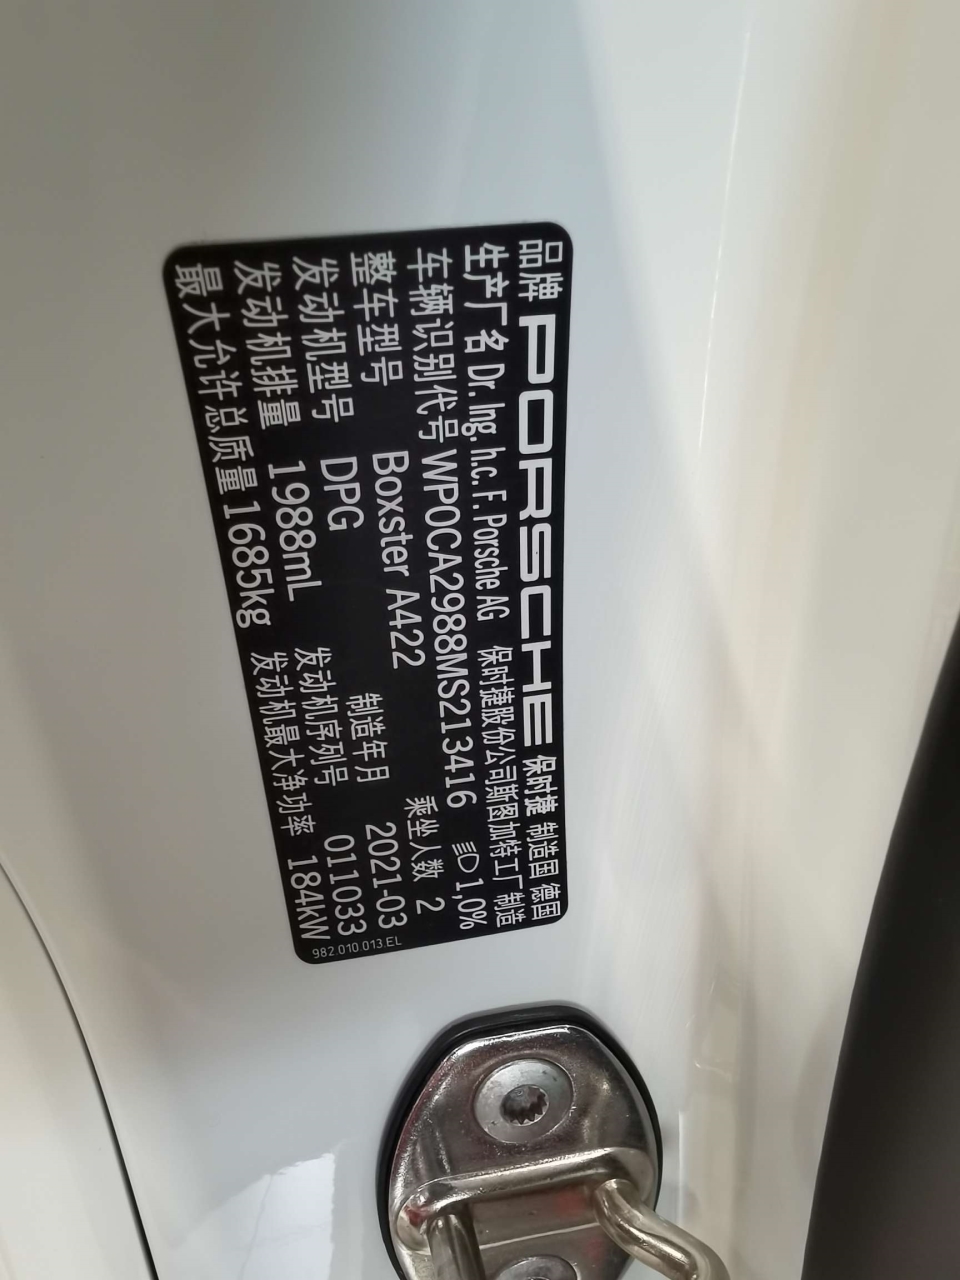 品牌 PORSCHE 保时捷 制造国 德国
生产厂名 Dr. Ing. h.c. F. Porsche AG 保时捷股份公司斯图加特工厂 制造
车辆识别代号 WP0CA2988MS213416 1,0%
整车型号 Boxster A422 乘坐人数 2
发动机型号 DPG 制造年月 2021-03
发动机排量 1988mL 发动机序列号 011033
最大允许总质量 1685kg 发动机最大净功率 184kW
982.010.013.EL